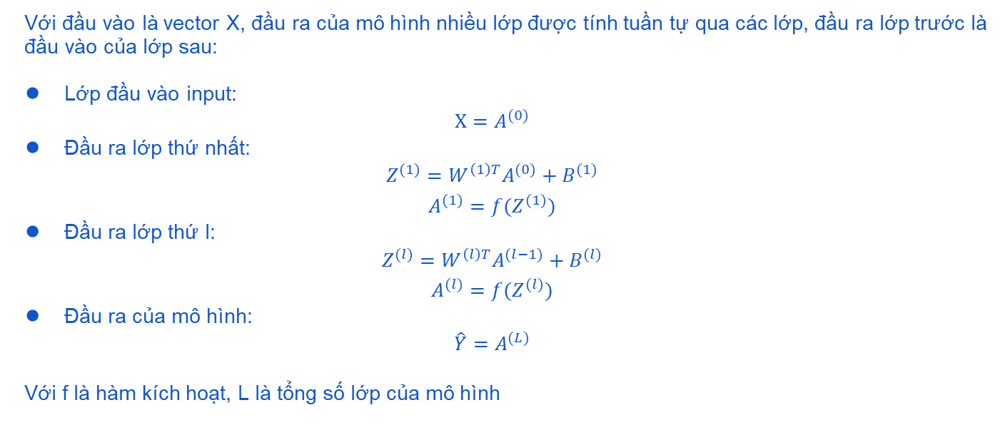 Với đầu vào là vector X, đầu ra của mô hình nhiều lớp được tính tuần tự qua các lớp, đầu ra lớp trước là
đầu vào của lớp sau:
● Lớp đầu vào input:
X = A⁽⁰⁾
● Đầu ra lớp thứ nhất:
Z⁽¹⁾ = W⁽¹⁾ᵀA⁽⁰⁾ + B⁽¹⁾
A⁽¹⁾ = f(Z⁽¹⁾)
● Đầu ra lớp thứ l:
Z⁽ˡ⁾ = W⁽ˡ⁾ᵀA⁽ˡ⁻¹⁾ + B⁽ˡ⁾
A⁽ˡ⁾ = f(Z⁽ˡ⁾)
● Đầu ra của mô hình:
Ŷ = A⁽ᴸ⁾
Với f là hàm kích hoạt, L là tổng số lớp của mô hình